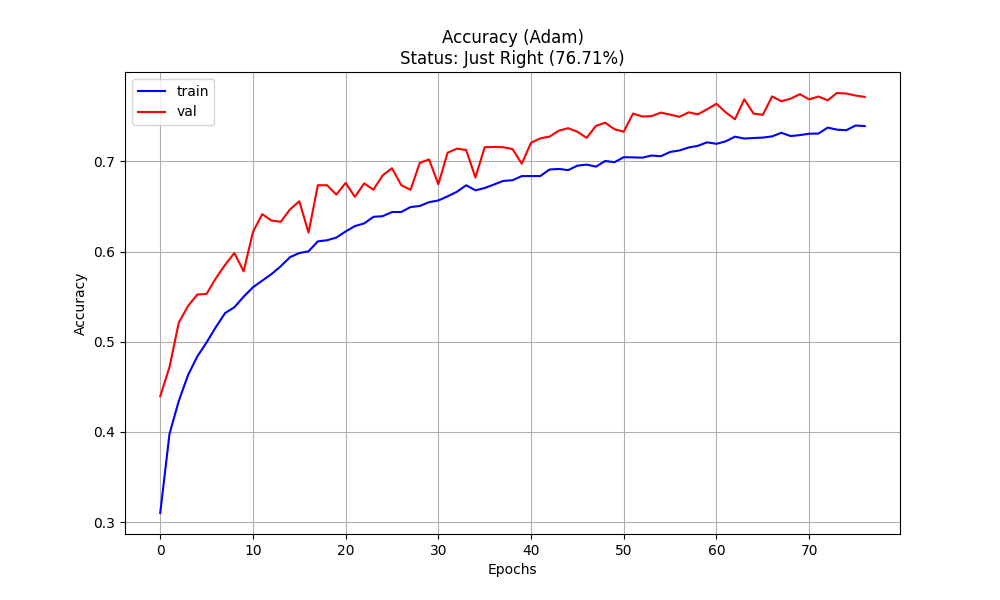 Accuracy (Adam)
Status: Just Right (76.71%)
train
val
0.7
0.6
0.5
0.4
0.3
Accuracy
0 10 20 30 40 50 60 70
Epochs